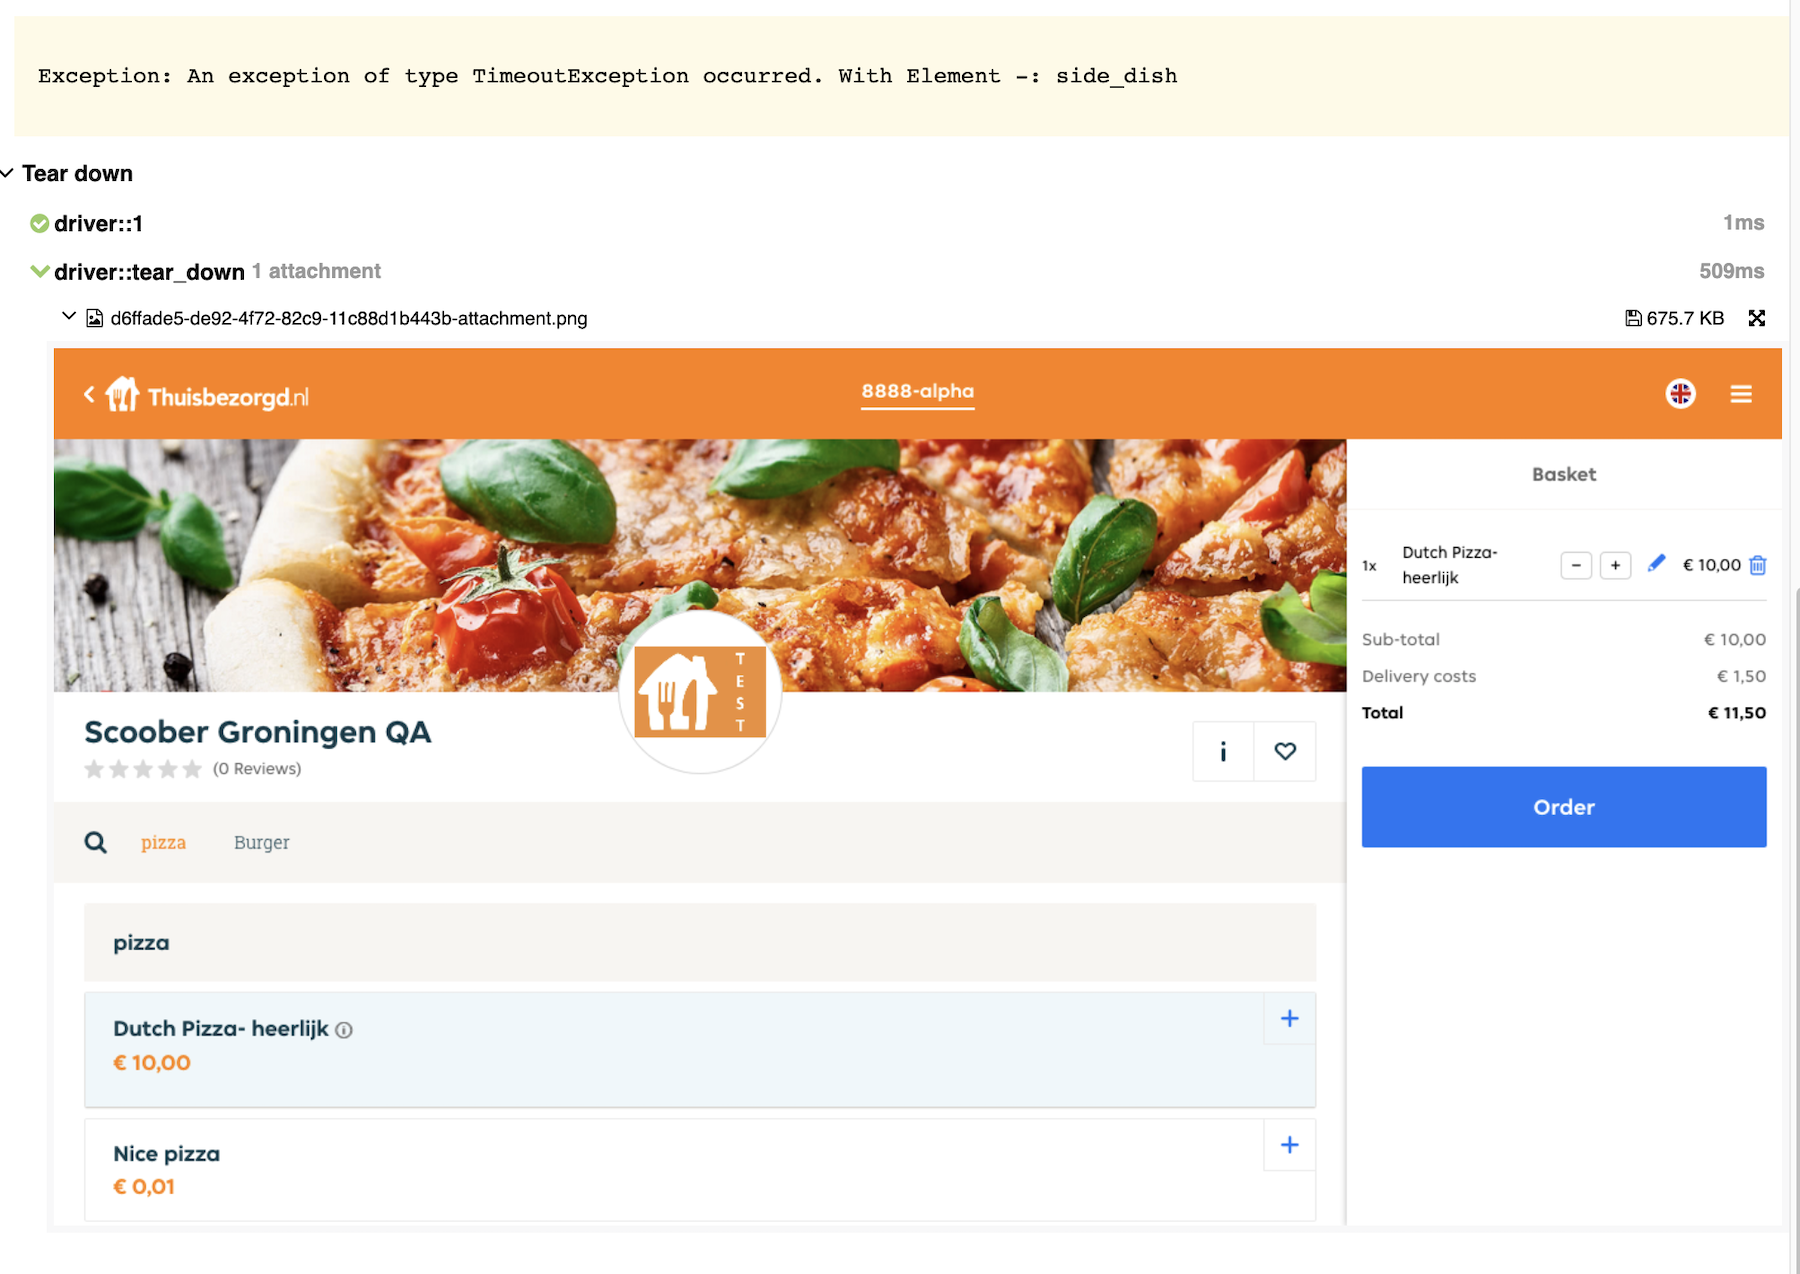 Exception: An exception of type TimeoutException occurred. With Element -: side_dish
Tear down
driver::1
1ms
driver::tear_down 1 attachment
509ms
d6ffade5-de92-4f72-82c9-11c88d1b443b-attachment.png
675.7 KB
Thuisbezorgd.nl
8888-alpha
TEST
Scoober Groningen QA
(0 Reviews)
i
pizza
Burger
pizza
Dutch Pizza- heerlijk
€ 10,00
Nice pizza
€ 0,01
Basket
1x
Dutch Pizza-
heerlijk
€ 10,00
Sub-total
€ 10,00
Delivery costs
€ 1,50
Total
€ 11,50
Order